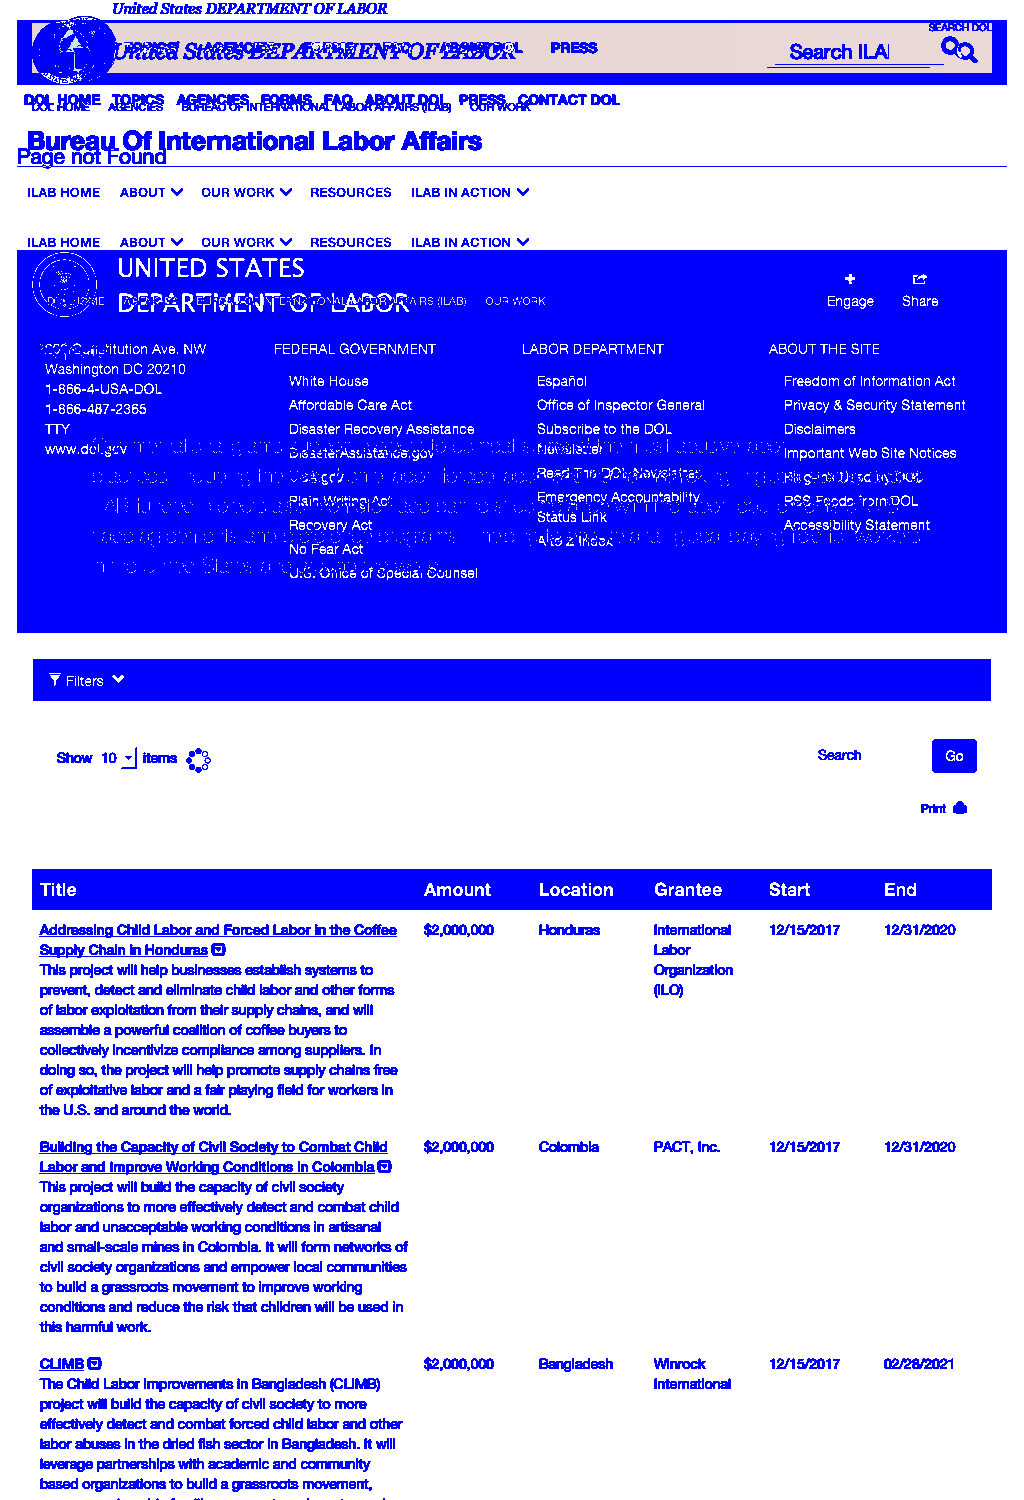 United States DEPARTMENT OF LABOR
SEARCH DOL
United States DEPARTMENT OF LABOR
PRESS
Search ILAB
DOL HOME TOPICS AGENCIES FORMS FAQ ABOUT DOL PRESS CONTACT DOL
DOL HOME AGENCIES BUREAU OF INTERNATIONAL LABOR AFFAIRS (ILAB) OUR WORK
Bureau Of International Labor Affairs
Page not Found
ILAB HOME ABOUT OUR WORK RESOURCES ILAB IN ACTION
ILAB HOME ABOUT OUR WORK RESOURCES ILAB IN ACTION
UNITED STATES
DEPARTMENT OF LABOR
Engage Share
Constitution Ave. NW
Washington DC 20210
1-866-4-USA-DOL
1-866-487-2365
TTY
www.dol.gov
FEDERAL GOVERNMENT
White House
Affordable Care Act
Disaster Recovery Assistance
DisasterAssistance.gov
Plain Writing Act
Recovery Act
No Fear Act
U.S. Office of Special Counsel
LABOR DEPARTMENT
Español
Office of Inspector General
Subscribe to the DOL
Newsletter
Read The DOL Newsletter
Emergency Accountability
Status Link
A to Z Index
ABOUT THE SITE
Freedom of Information Act
Privacy & Security Statement
Disclaimers
Important Web Site Notices
RSS Feeds from DOL
Accessibility Statement
Filters
Show 10 items
Search Go
Print
Title Amount Location Grantee Start End
Addressing Child Labor and Forced Labor in the Coffee
Supply Chain in Honduras
This project will help businesses establish systems to
prevent, detect and eliminate child labor and other forms
of labor exploitation from their supply chains, and will
assemble a powerful coalition of coffee buyers to
collectively incentivize compliance among suppliers. In
doing so, the project will help promote supply chains free
of exploitative labor and a fair playing field for workers in
the U.S. and around the world.
$2,000,000
Honduras
International
Labor
Organization
(ILO)
12/15/2017
12/31/2020
Building the Capacity of Civil Society to Combat Child
Labor and Improve Working Conditions in Colombia
This project will build the capacity of civil society
organizations to more effectively detect and combat child
labor and unacceptable working conditions in artisanal
and small-scale mines in Colombia. It will form networks of
civil society organizations and empower local communities
to build a grassroots movement to improve working
conditions and reduce the risk that children will be used in
this harmful work.
$2,000,000
Colombia
PACT, Inc.
12/15/2017
12/31/2020
CLIMB
The Child Labor Improvements in Bangladesh (CLIMB)
project will build the capacity of civil society to more
effectively detect and combat forced child labor and other
labor abuses in the dried fish sector in Bangladesh. It will
leverage partnerships with academic and community
based organizations to build a grassroots movement,
$2,000,000
Bangladesh
Winrock
International
12/15/2017
02/28/2021